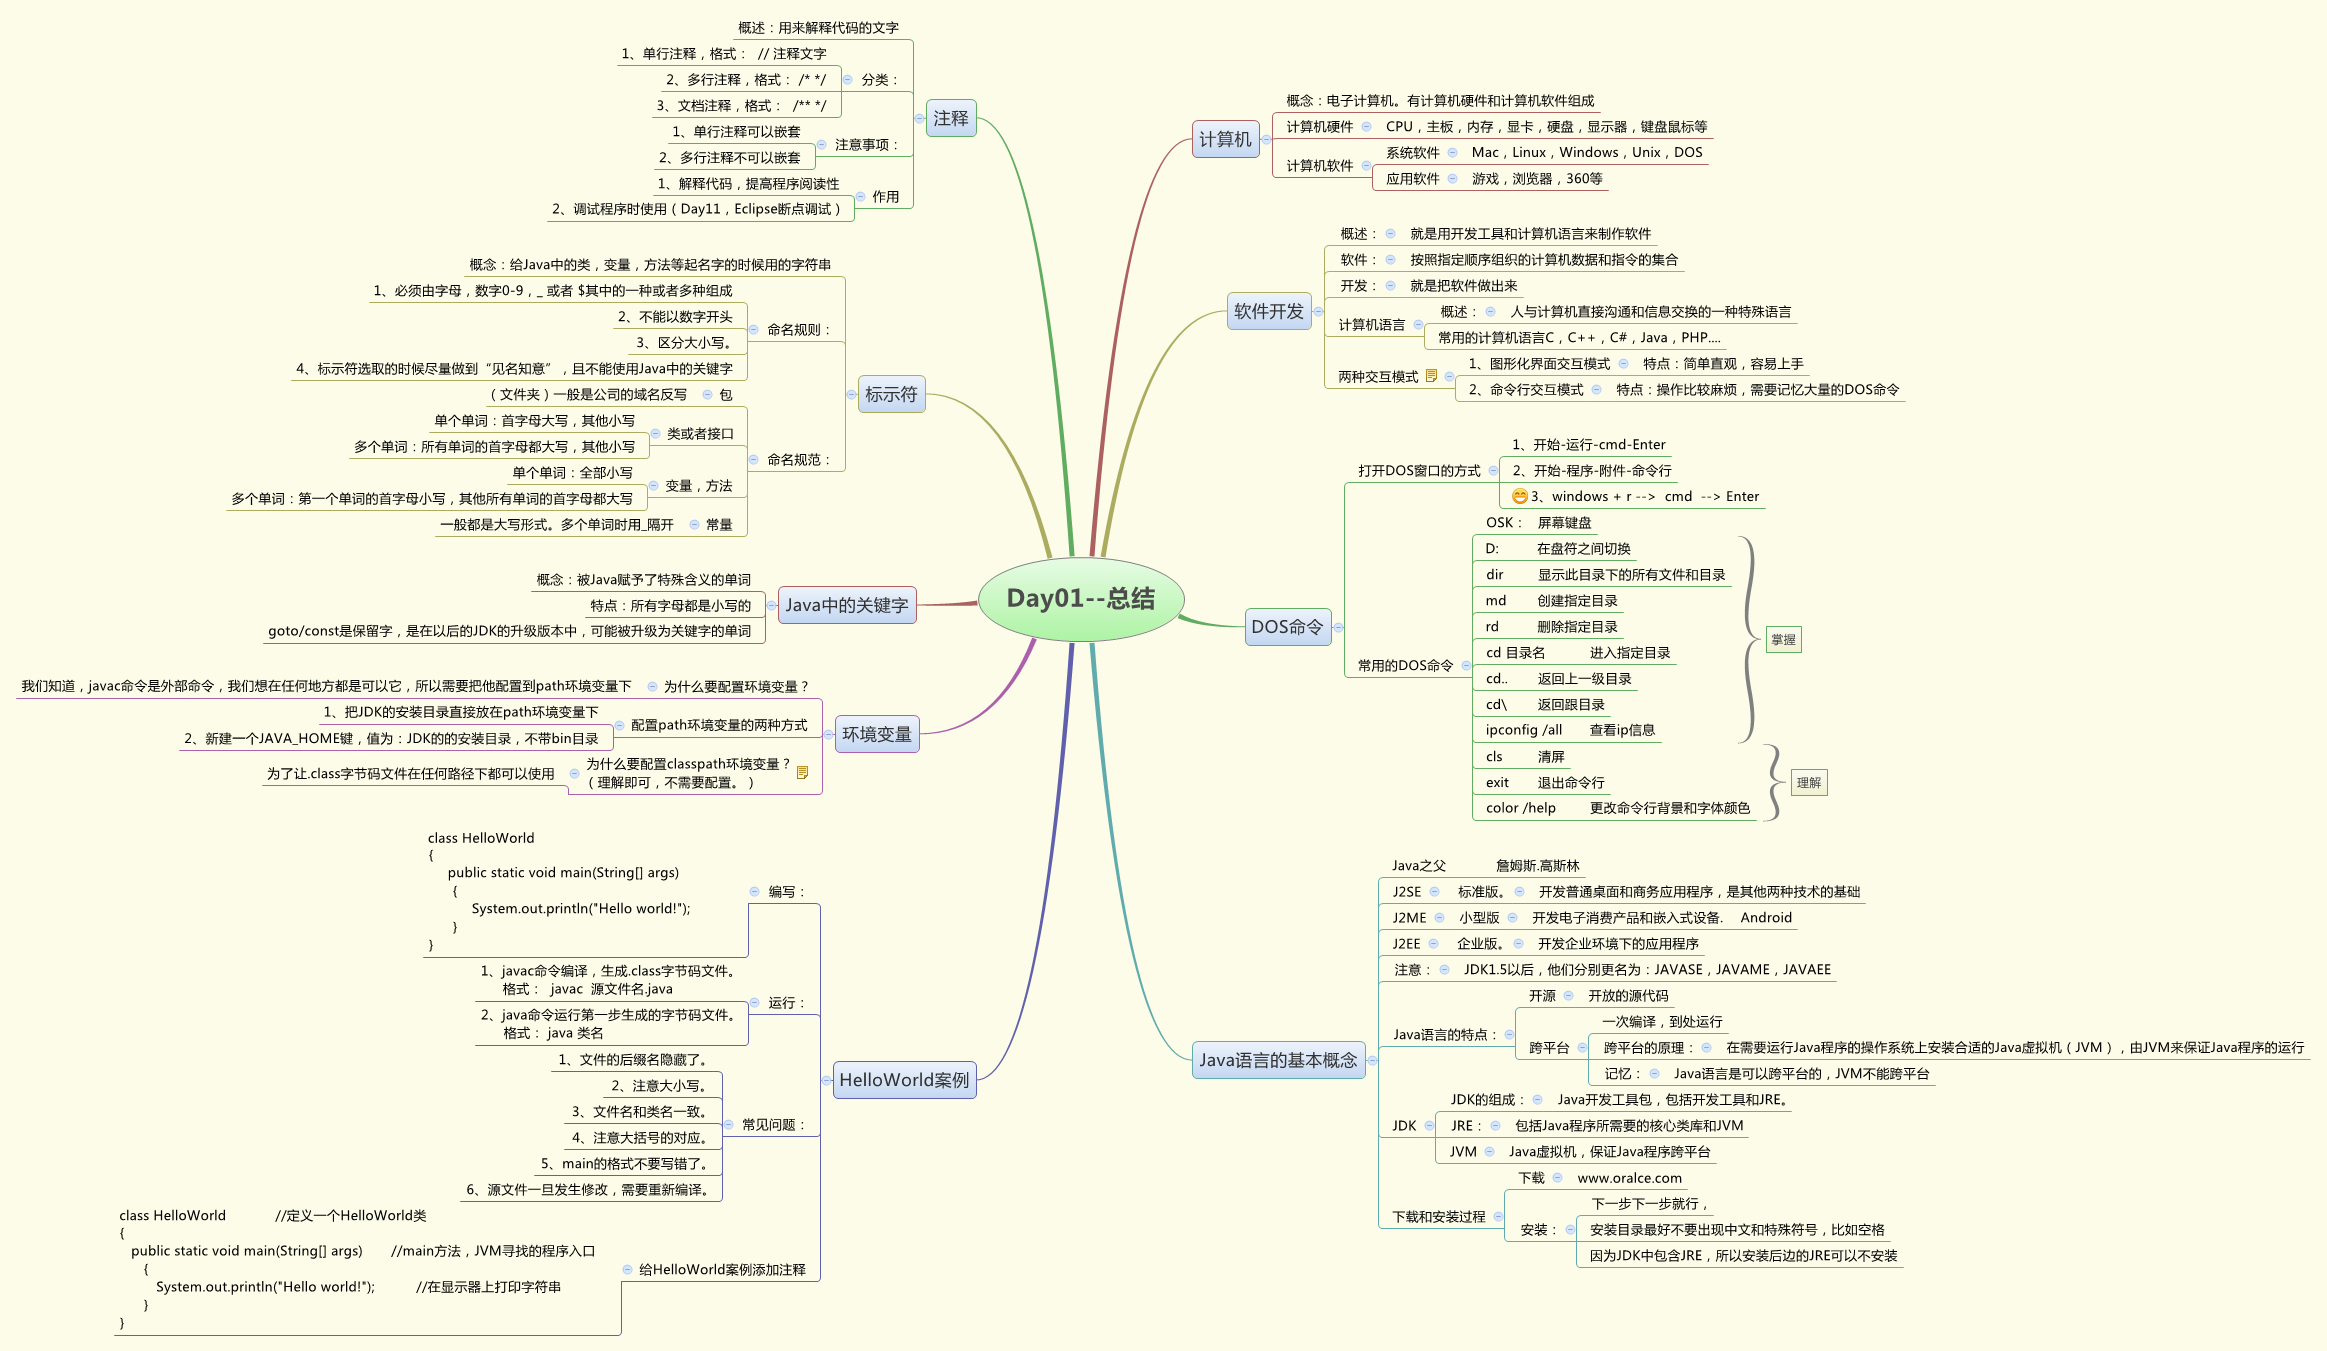 Day01--总结
计算机
概念：电子计算机。有计算机硬件和计算机软件组成
计算机硬件 CPU，主板，内存，显卡，硬盘，显示器，键盘鼠标等
计算机软件
系统软件 Mac，Linux，Windows，Unix，DOS
应用软件 游戏，浏览器，360等
软件开发
概述： 就是用开发工具和计算机语言来制作软件
软件： 按照指定顺序组织的计算机数据和指令的集合
开发： 就是把软件做出来
计算机语言
概述： 人与计算机直接沟通和信息交换的一种特殊语言
常用的计算机语言C，C++，C#，Java，PHP....
两种交互模式
1、图形化界面交互模式 特点：简单直观，容易上手
2、命令行交互模式 特点：操作比较麻烦，需要记忆大量的DOS命令
DOS命令
打开DOS窗口的方式
1、开始-运行-cmd-Enter
2、开始-程序-附件-命令行
3、windows + r --> cmd --> Enter
常用的DOS命令
OSK： 屏幕键盘
D: 在盘符之间切换
dir 显示此目录下的所有文件和目录
md 创建指定目录
rd 删除指定目录
cd 目录名 进入指定目录
cd.. 返回上一级目录
cd\ 返回跟目录
ipconfig /all 查看ip信息
掌握
cls 清屏
exit 退出命令行
color /help 更改命令行背景和字体颜色
理解
Java语言的基本概念
Java之父 詹姆斯.高斯林
J2SE 标准版。 开发普通桌面和商务应用程序，是其他两种技术的基础
J2ME 小型版 开发电子消费产品和嵌入式设备. Android
J2EE 企业版。 开发企业环境下的应用程序
注意： JDK1.5以后，他们分别更名为：JAVASE，JAVAME，JAVAEE
Java语言的特点：
开源 开放的源代码
跨平台
一次编译，到处运行
跨平台的原理： 在需要运行Java程序的操作系统上安装合适的Java虚拟机（JVM），由JVM来保证Java程序的运行
记忆： Java语言是可以跨平台的，JVM不能跨平台
JDK
JDK的组成： Java开发工具包，包括开发工具和JRE。
JRE： 包括Java程序所需要的核心类库和JVM
JVM Java虚拟机，保证Java程序跨平台
下载和安装过程
下载 www.oralce.com
安装：
下一步下一步就行，
安装目录最好不要出现中文和特殊符号，比如空格
因为JDK中包含JRE，所以安装后边的JRE可以不安装
注释
概述：用来解释代码的文字
分类：
1、单行注释，格式： // 注释文字
2、多行注释，格式： /* */
3、文档注释，格式： /** */
注意事项：
1、单行注释可以嵌套
2、多行注释不可以嵌套
作用
1、解释代码，提高程序阅读性
2、调试程序时使用（Day11，Eclipse断点调试）
标示符
概念：给Java中的类，变量，方法等起名字的时候用的字符串
命名规则：
1、必须由字母，数字0-9，_ 或者 $其中的一种或者多种组成
2、不能以数字开头
3、区分大小写。
4、标示符选取的时候尽量做到“见名知意”，且不能使用Java中的关键字
命名规范：
（文件夹）一般是公司的域名反写 包
类或者接口
单个单词：首字母大写，其他小写
多个单词：所有单词的首字母都大写，其他小写
变量，方法
单个单词：全部小写
多个单词：第一个单词的首字母小写，其他所有单词的首字母都大写
一般都是大写形式。多个单词时用_隔开 常量
Java中的关键字
概念：被Java赋予了特殊含义的单词
特点：所有字母都是小写的
goto/const是保留字，是在以后的JDK的升级版本中，可能被升级为关键字的单词
环境变量
我们知道，javac命令是外部命令，我们想在任何地方都是可以它，所以需要把他配置到path环境变量下 为什么要配置环境变量？
配置path环境变量的两种方式
1、把JDK的安装目录直接放在path环境变量下
2、新建一个JAVA_HOME键，值为：JDK的的安装目录，不带bin目录
为什么要配置classpath环境变量？
（理解即可，不需要配置。）
为了让.class字节码文件在任何路径下都可以使用
HelloWorld案例
编写：
class HelloWorld
{
public static void main(String[] args)
{
System.out.println("Hello world!");
}
}
运行：
1、javac命令编译，生成.class字节码文件。
格式： javac 源文件名.java
2、java命令运行第一步生成的字节码文件。
格式： java 类名
常见问题：
1、文件的后缀名隐藏了。
2、注意大小写。
3、文件名和类名一致。
4、注意大括号的对应。
5、main的格式不要写错了。
6、源文件一旦发生修改，需要重新编译。
给HelloWorld案例添加注释
class HelloWorld //定义一个HelloWorld类
{
public static void main(String[] args) //main方法，JVM寻找的程序入口
{
System.out.println("Hello world!"); //在显示器上打印字符串
}
}